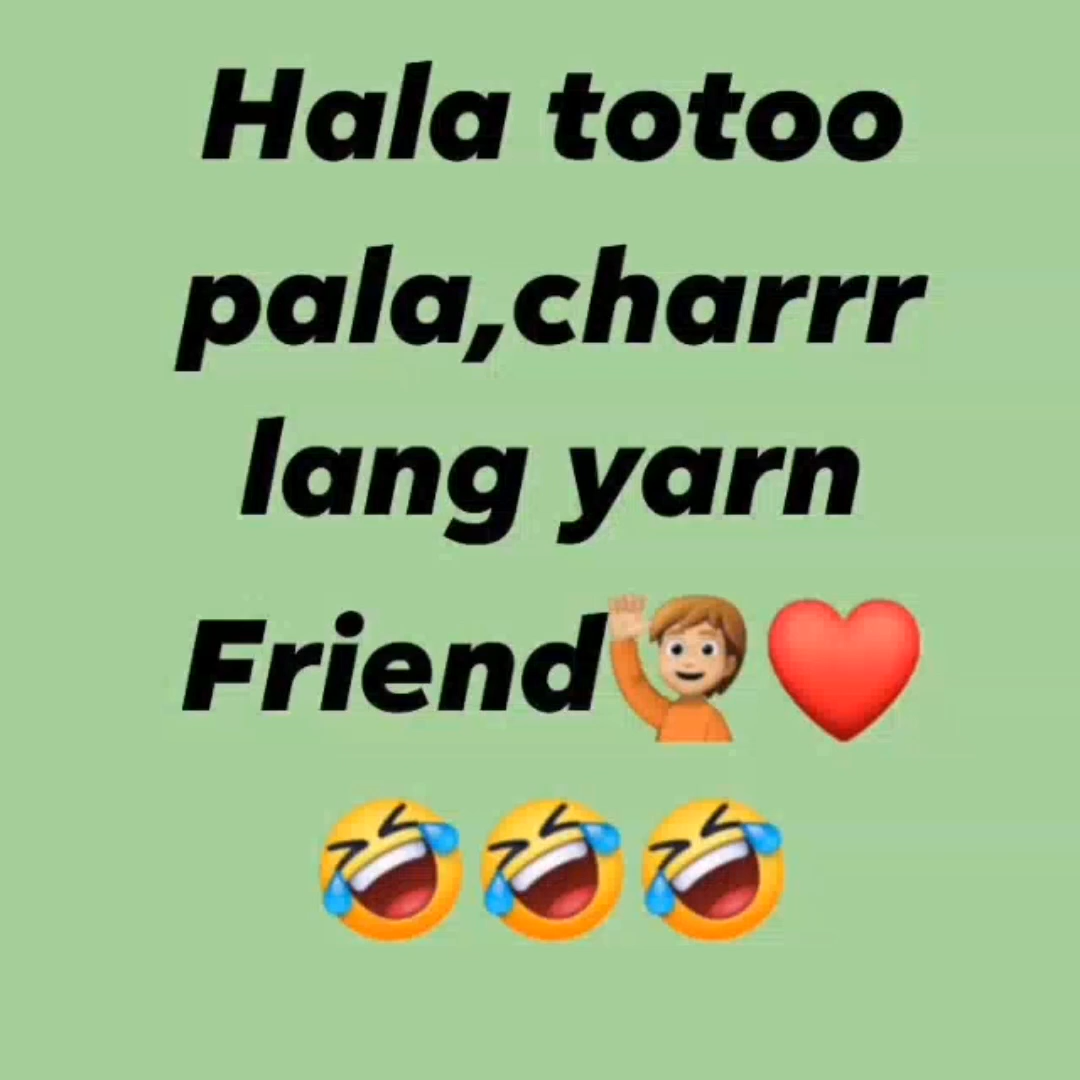 Hala totoo
pala,charrr
lang yarn
Friend🙋🏼❤️
🤣🤣🤣